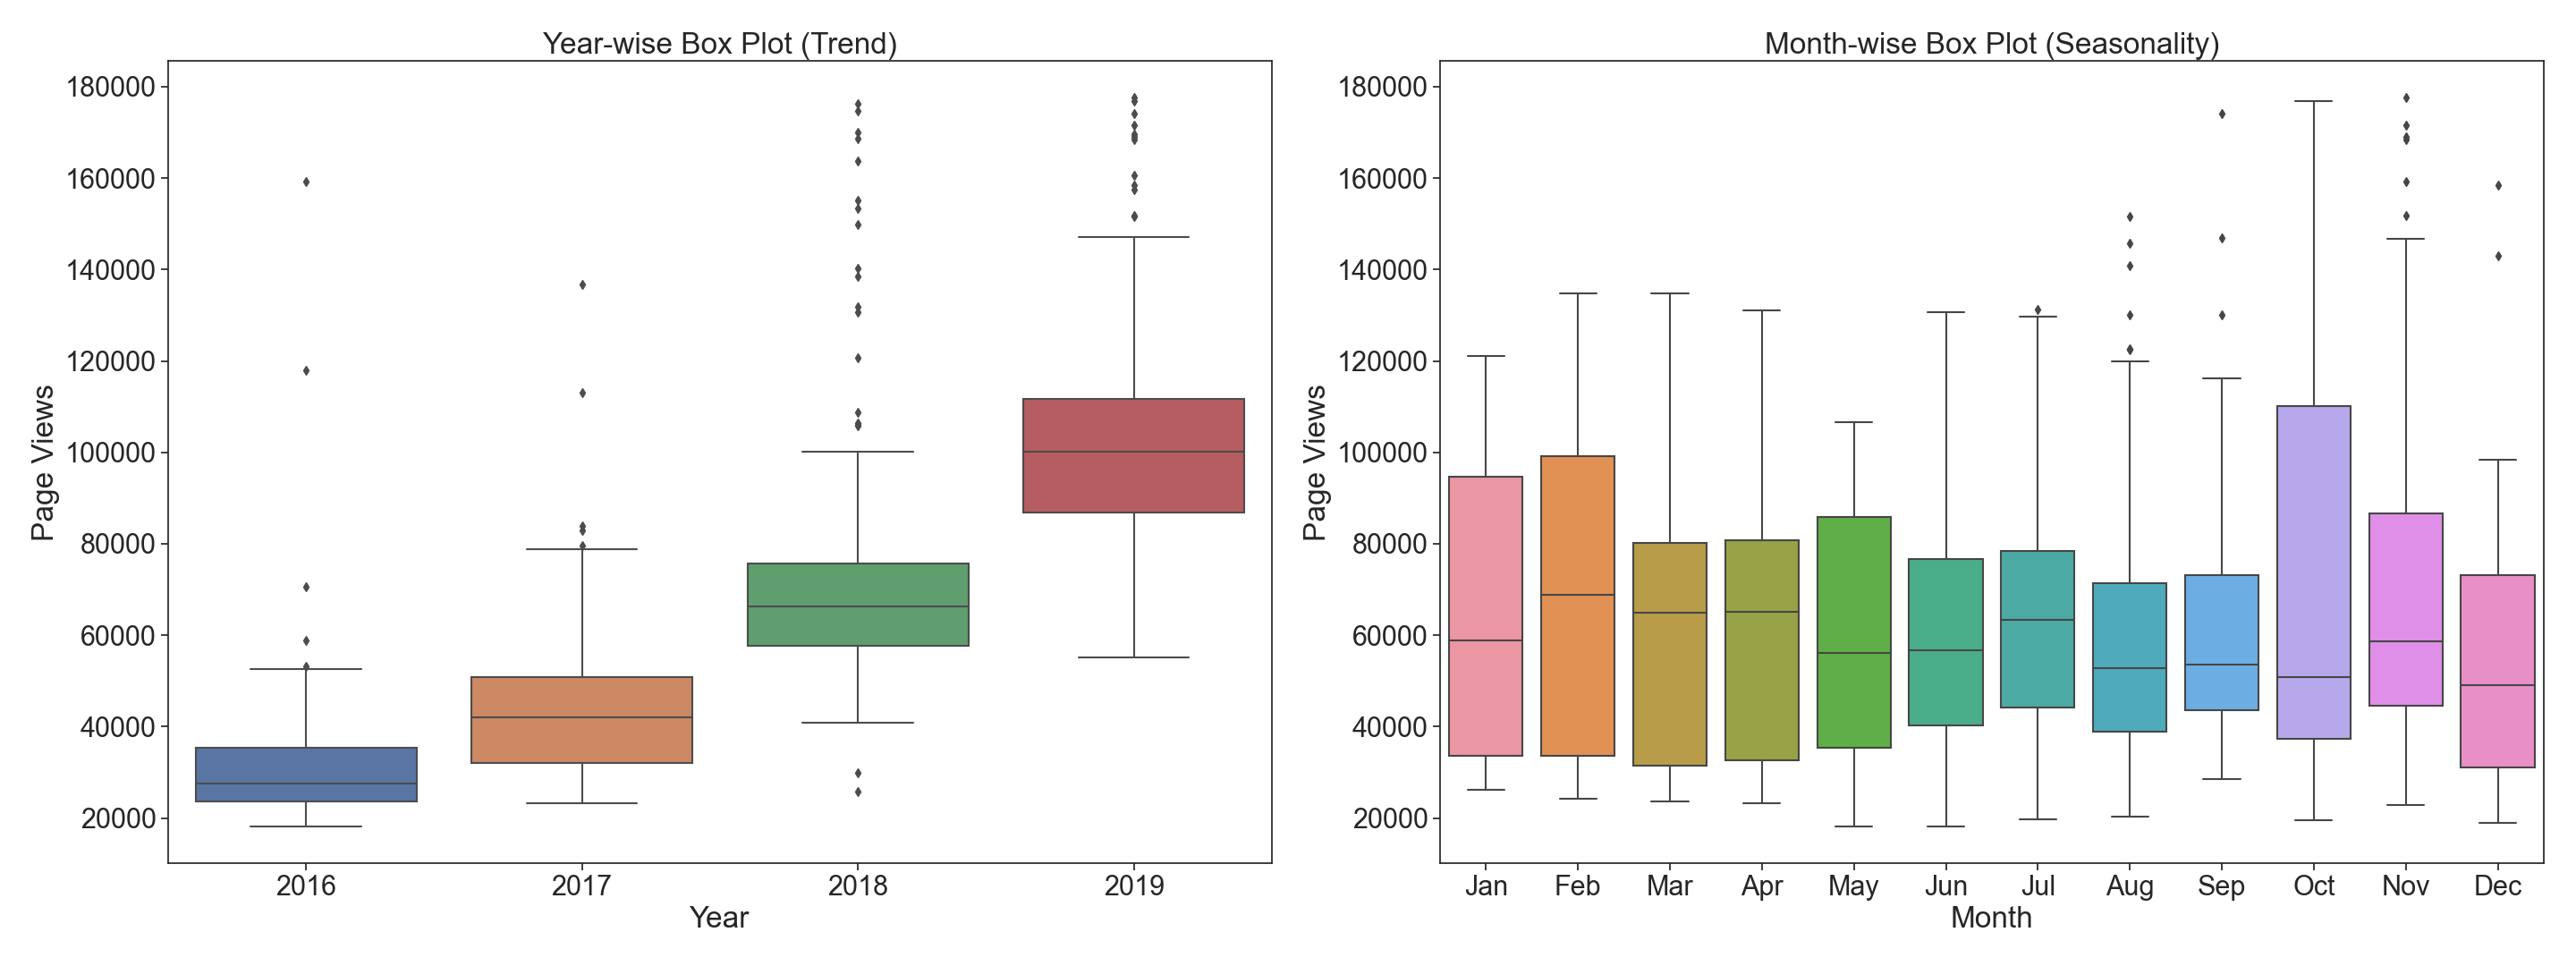 Year-wise Box Plot (Trend)
Page Views
180000
160000
140000
120000
100000
80000
60000
40000
20000
2016 2017 2018 2019
Year
Month-wise Box Plot (Seasonality)
Page Views
180000
160000
140000
120000
100000
80000
60000
40000
20000
Jan Feb Mar Apr May Jun Jul Aug Sep Oct Nov Dec
Month